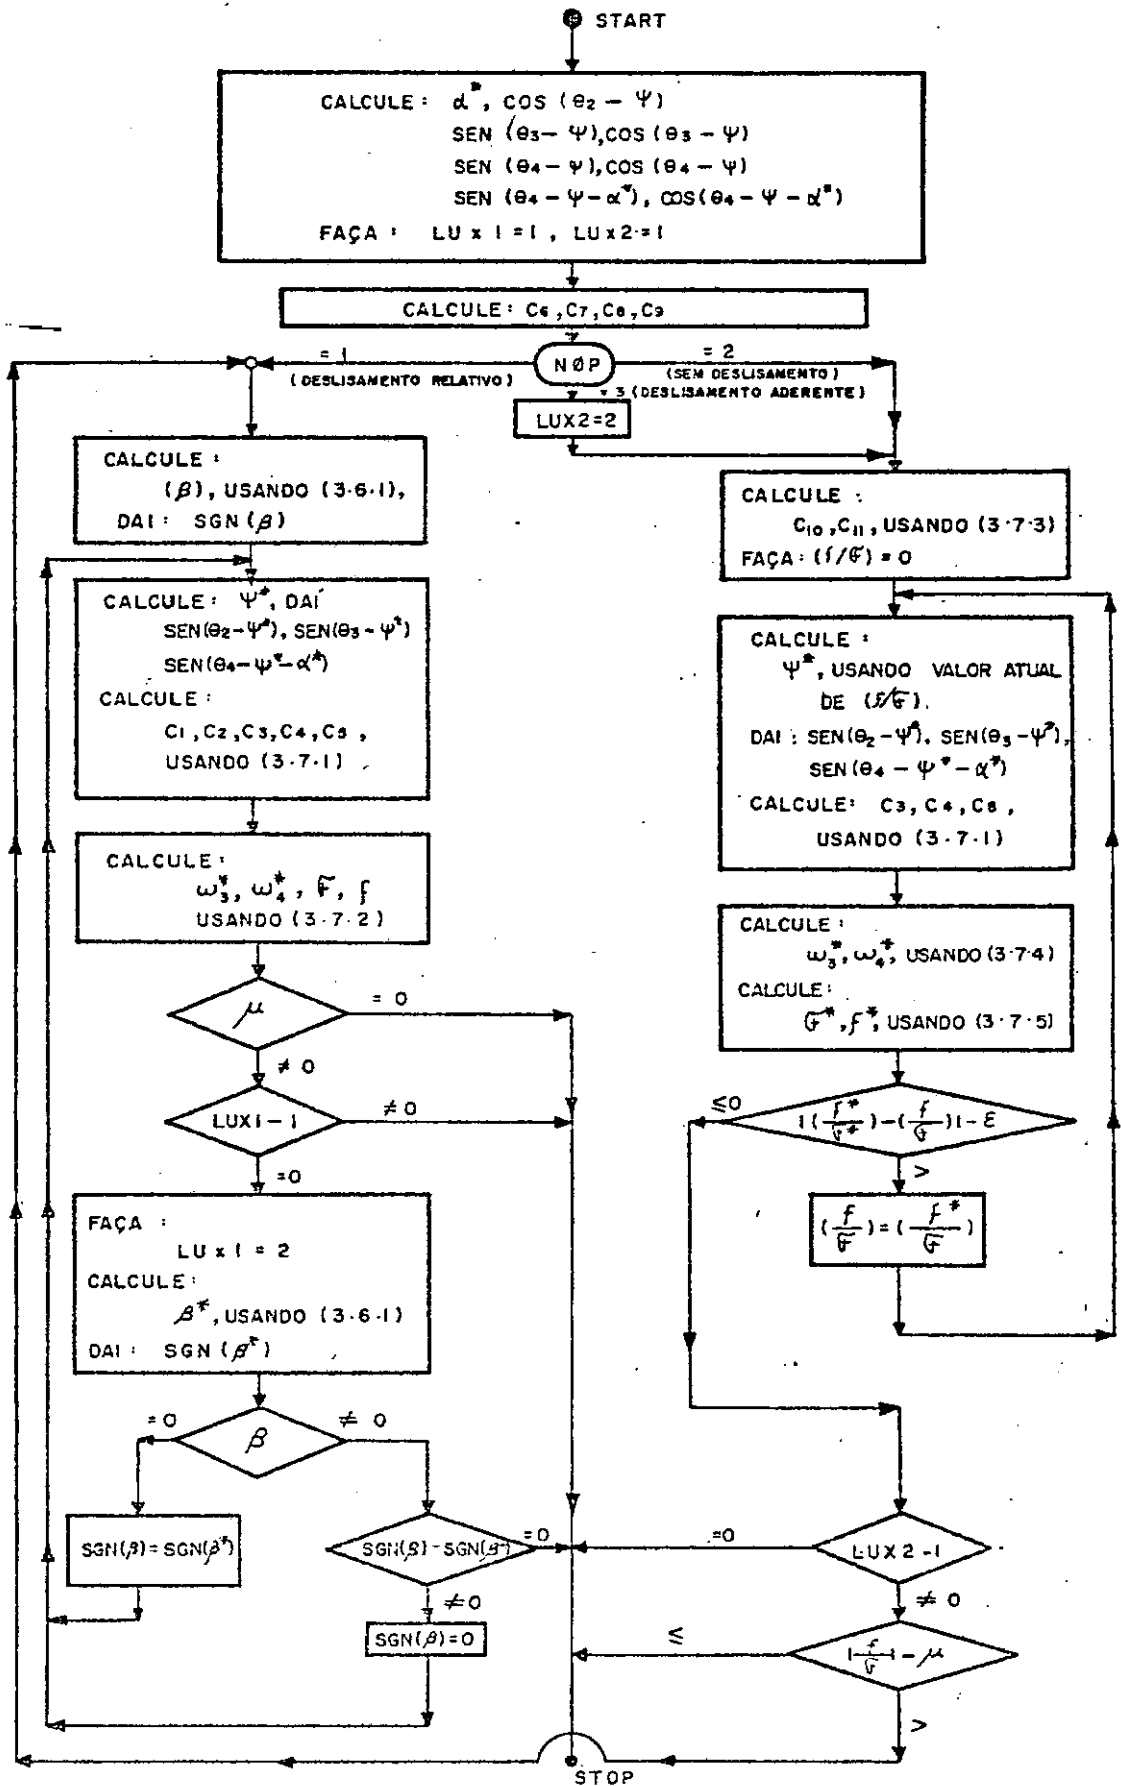 START
CALCULE: α*, COS (θ2 - Ψ)
SEN (θ3 - Ψ), COS (θ3 - Ψ)
SEN (θ4 - Ψ), COS (θ4 - Ψ)
SEN (θ4 - Ψ - α*), COS(θ4 - Ψ - α*)
FAÇA : LU x 1 = 1, LUx2 = 1
CALCULE: C6, C7, C8, C9
NØP
= 1
(DESLISAMENTO RELATIVO)
= 2
(SEM DESLISAMENTO)
= 3 (DESLISAMENTO ADERENTE)
LUX2=2
CALCULE :
(β), USANDO (3·6·1),
DAI: SGN (β)
CALCULE: Ψ*, DAÍ
SEN(θ2-Ψ*), SEN(θ3-Ψ*)
SEN(θ4-Ψ*-α*)
CALCULE :
C1, C2, C3, C4, C5,
USANDO (3·7·1)
CALCULE:
ω3*, ω4*, F, f
USANDO (3·7·2)
μ
= 0
≠ 0
LUX1 - 1
≠0
=0
FAÇA :
LU x 1 = 2
CALCULE:
β*, USANDO (3·6·1)
DAI: SGN (β*)
β
=0
≠ 0
SGN(β) = SGN(β*)
SGN(β) - SGN(β*)
=0
≠0
SGN(β)=0
CALCULE :
C10, C11, USANDO (3·7·3)
FAÇA: (f/F) = 0
CALCULE :
Ψ*, USANDO VALOR ATUAL
DE (f/F).
DAI : SEN(θ2-Ψ*), SEN(θ3-Ψ*),
SEN(θ4 - Ψ* - α*)
CALCULE: C3, C4, C8,
USANDO (3·7·1)
CALCULE :
ω3*, ω4*, USANDO (3·7·4)
CALCULE:
F*, f*, USANDO (3·7·5)
≤0
|(f*/F*) - (f/F)| - ε
>
(f/F) = (f*/F)
LUX 2 - 1
=0
≠ 0
|f/F| - μ
≤
>
STOP